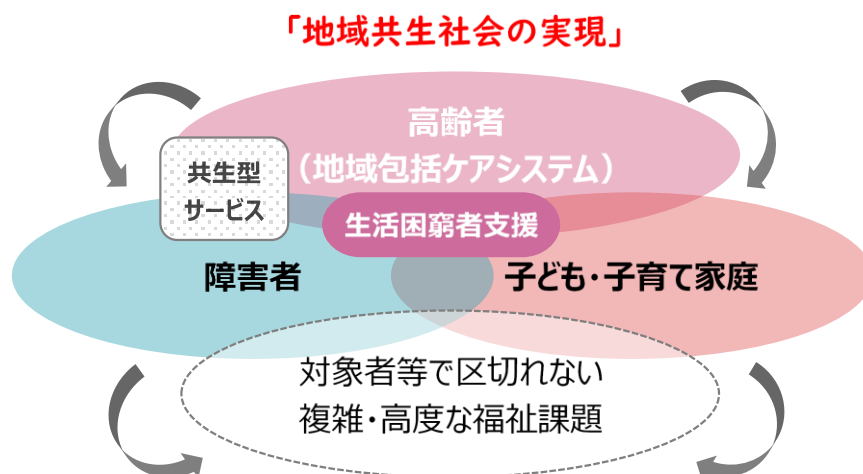 「地域共生社会の実現」
高齢者
（地域包括ケアシステム）
共生型
サービス
生活困窮者支援
障害者
子ども・子育て家庭
対象者等で区切れない
複雑・高度な福祉課題